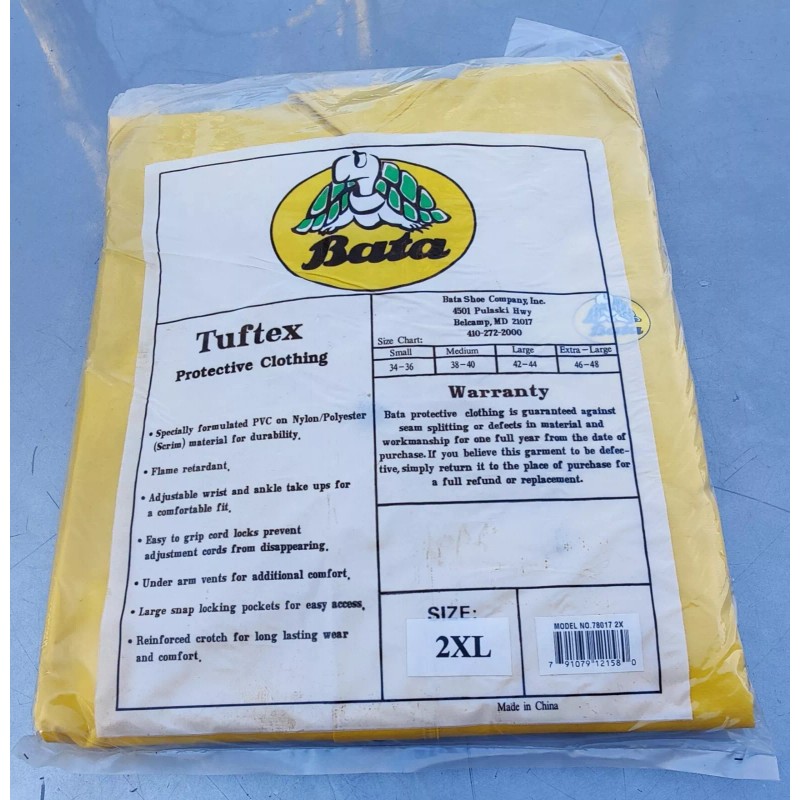 Bata
Tuftex
Protective Clothing
• Specially formulated PVC on Nylon/Polyester
(Scrim) material for durability.
• Flame retardant.
• Adjustable wrist and ankle take ups for
a comfortable fit.
• Easy to grip cord locks prevent
adjustment cords from disappearing.
• Under arm vents for additional comfort.
• Large snap locking pockets for easy access.
• Reinforced crotch for long lasting wear
and comfort.
Bata Shoe Company, Inc.
4501 Pulaski Hwy
Belcamp, MD 21017
410-272-2000
Bata
Size Chart:
Small Medium Large Extra-Large
34-36 38-40 42-44 46-48
Warranty
Bata protective clothing is guaranteed against
seam splitting or defects in material and
workmanship for one full year from the date of
purchase. If you believe this garment to be defec-
tive, simply return it to the place of purchase for
a full refund or replacement.
SIZE:
2XL
MODEL NO.78017 2X
7 91079 12158 0
Made in China